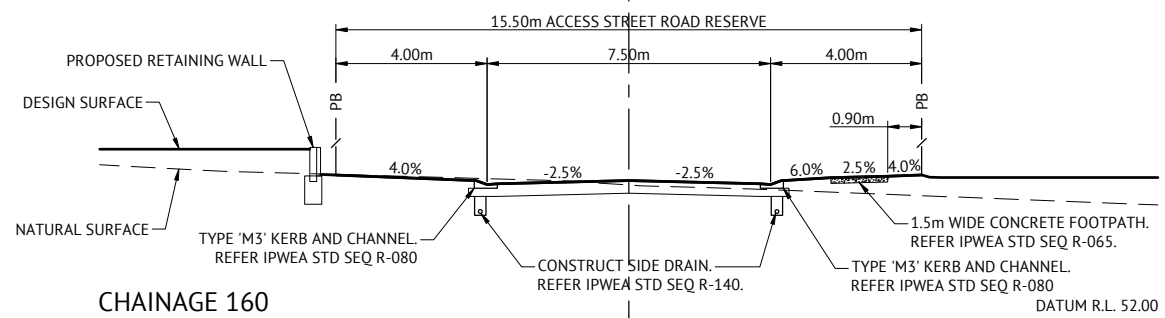 15.50m ACCESS STREET ROAD RESERVE
PROPOSED RETAINING WALL
4.00m
7.50m
4.00m
DESIGN SURFACE
PB
PB
0.90m
4.0%
-2.5%
-2.5%
6.0%
2.5%
4.0%
NATURAL SURFACE
TYPE 'M3' KERB AND CHANNEL.
REFER IPWEA STD SEQ R-080
CONSTRUCT SIDE DRAIN.
REFER IPWEA STD SEQ R-140.
1.5m WIDE CONCRETE FOOTPATH.
REFER IPWEA STD SEQ R-065.
TYPE 'M3' KERB AND CHANNEL.
REFER IPWEA STD SEQ R-080
CHAINAGE 160
DATUM R.L. 52.00